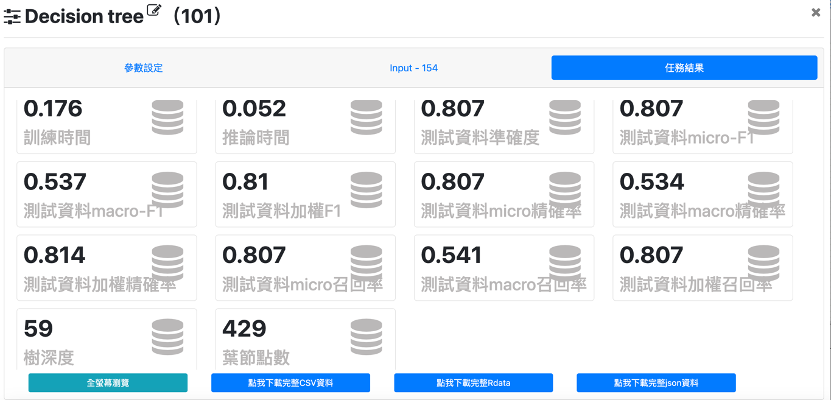 Decision tree (101)
參數設定 Input - 154 任務結果
0.176 0.052 0.807 0.807
訓練時間 推論時間 測試資料準確度 測試資料micro-F1
0.537 0.81 0.807 0.534
測試資料macro-F1 測試資料加權F1 測試資料micro精確率 測試資料macro精確率
0.814 0.807 0.541 0.807
測試資料加權精確率 測試資料micro召回率 測試資料macro召回率 測試資料加權召回率
59 429
樹深度 葉節點數
全螢幕瀏覽 點我下載完整CSV資料 點我下載完整Rdata 點我下載完整json資料